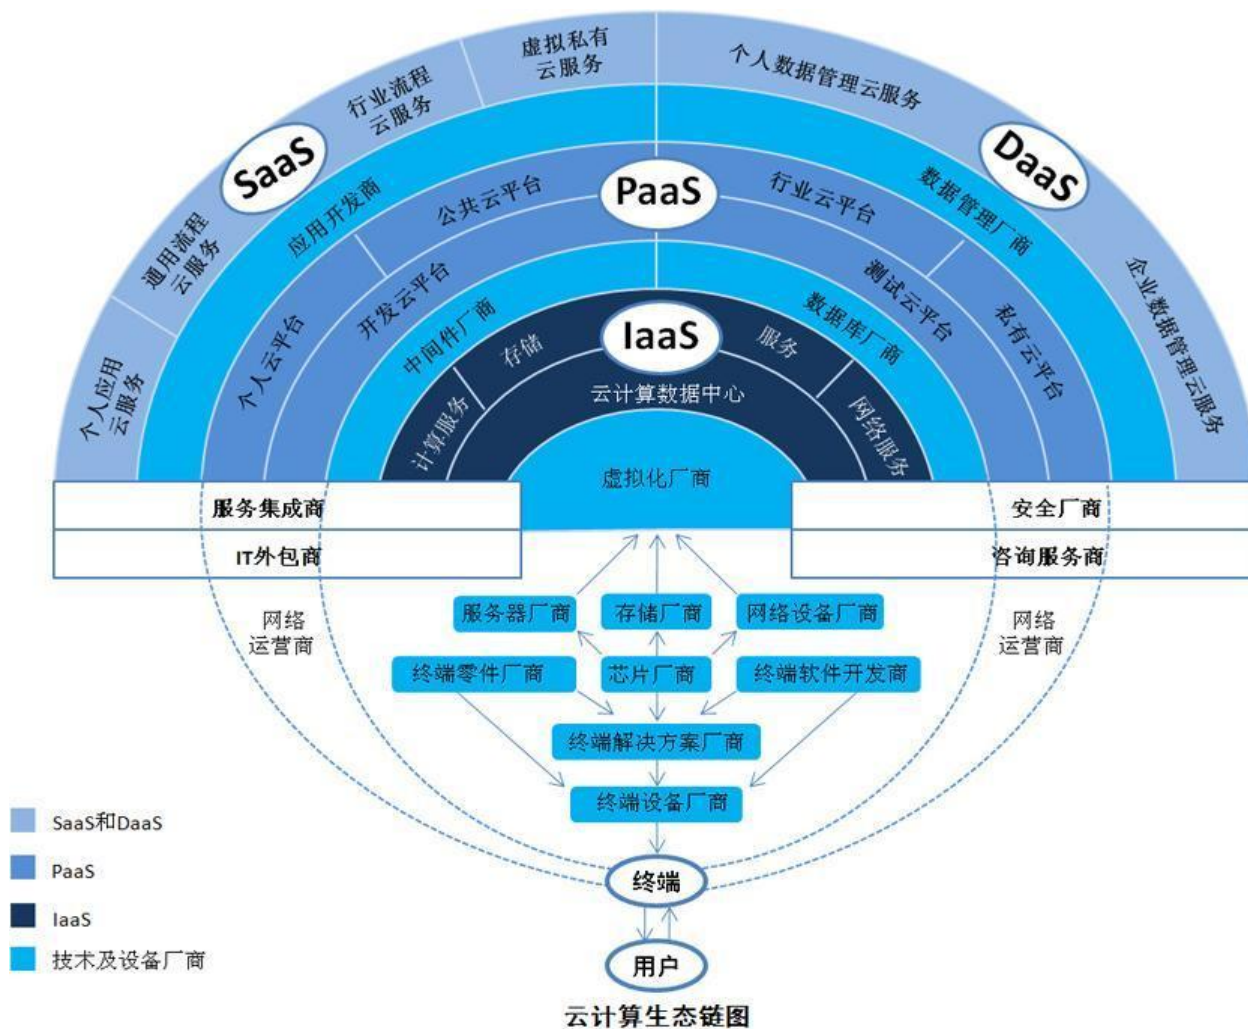 虚拟私有
云服务
个人数据管理云服务
行业流程
云服务
SaaS
DaaS
通用流程
云服务
企业数据管理云服务
个人应用
云服务
应用开发商
数据管理厂商
PaaS
公共云平台
行业云平台
个人云平台
私有云平台
开发云平台
测试云平台
中间件厂商
数据库厂商
IaaS
存储
服务
计算服务
网络服务
云计算数据中心
虚拟化厂商
服务集成商
安全厂商
IT外包商
咨询服务商
网络
运营商
网络
运营商
服务器厂商
存储厂商
网络设备厂商
终端零件厂商
芯片厂商
终端软件开发商
终端解决方案厂商
终端设备厂商
终端
用户
SaaS和DaaS
PaaS
IaaS
技术及设备厂商
云计算生态链图